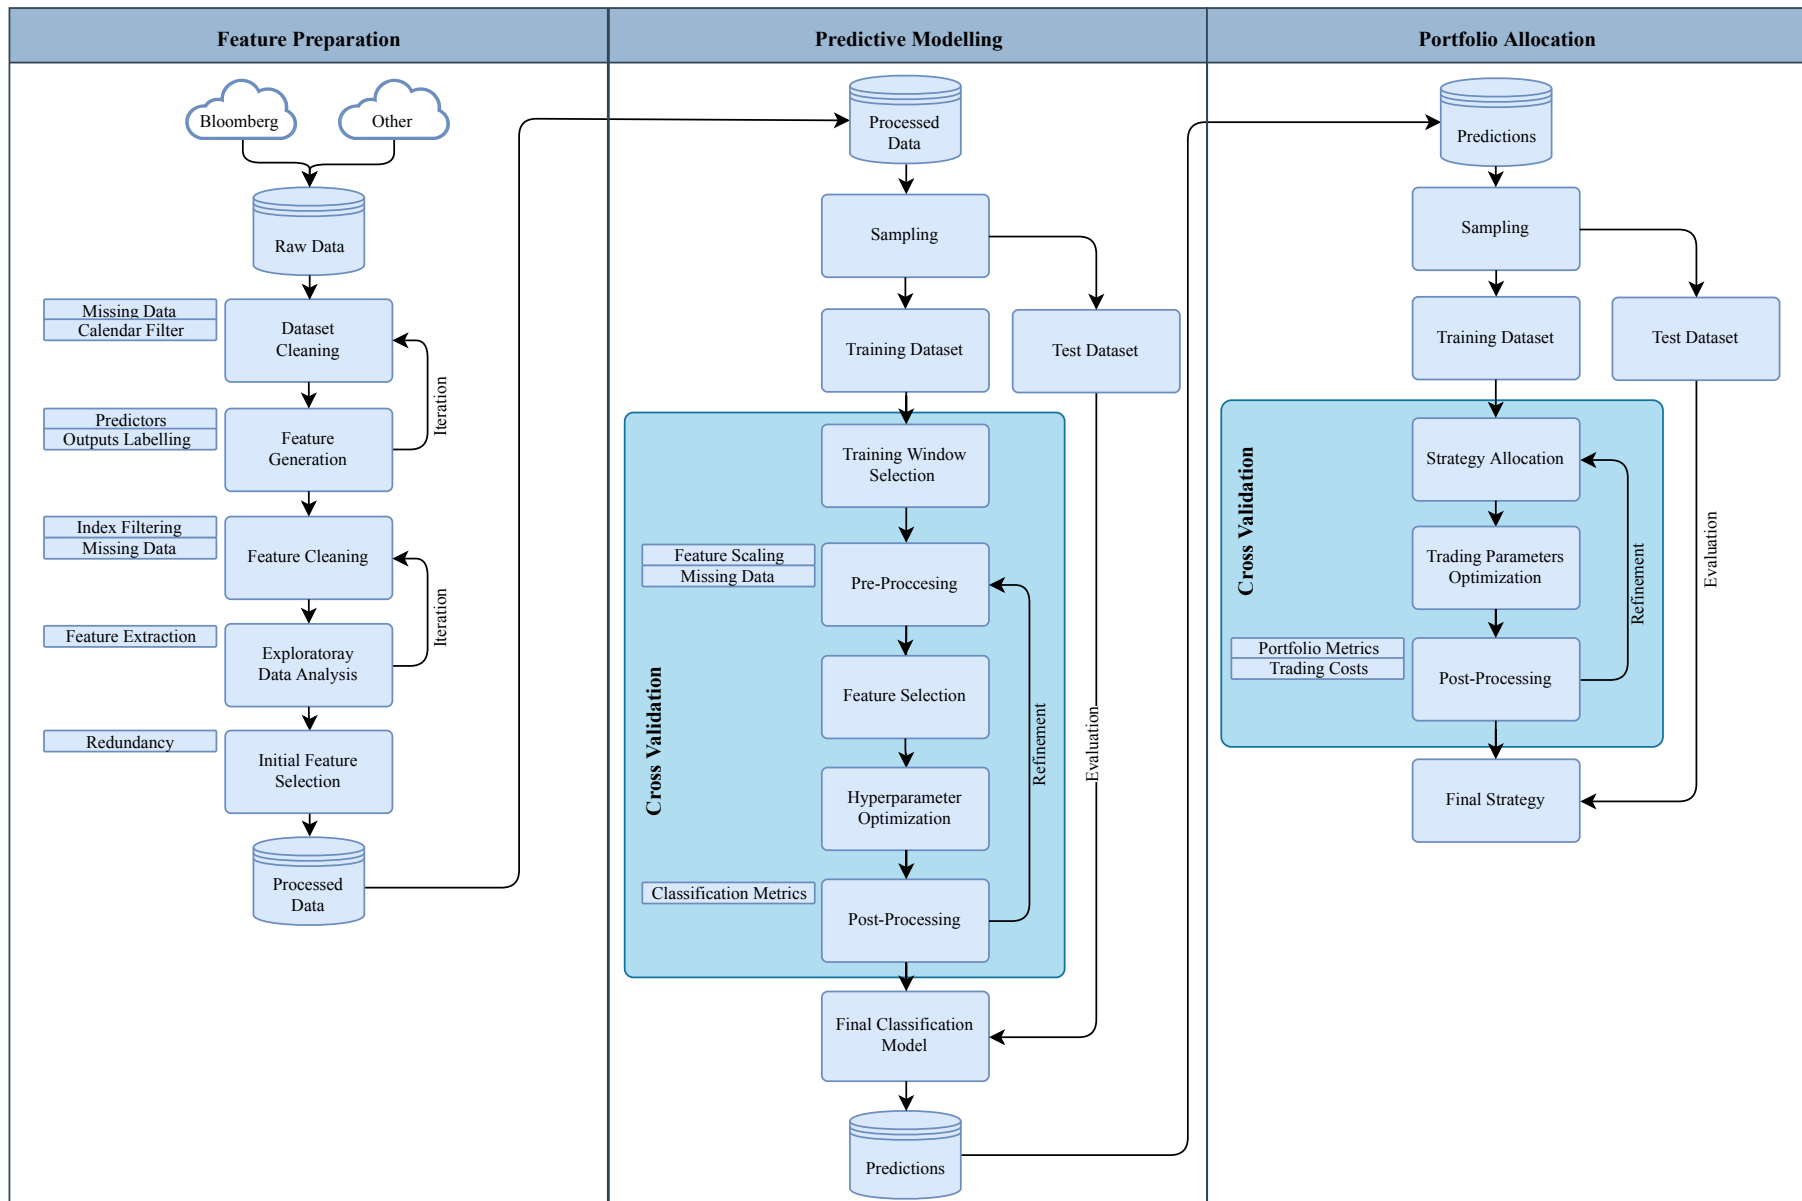 Feature Preparation
Bloomberg
Other
Raw Data
Missing Data
Calendar Filter
Dataset
Cleaning
Iteration
Predictors
Outputs Labelling
Feature
Generation
Index Filtering
Missing Data
Feature Cleaning
Iteration
Feature Extraction
Exploratoray
Data Analysis
Redundancy
Initial Feature
Selection
Processed
Data
Predictive Modelling
Processed
Data
Sampling
Training Dataset
Test Dataset
Cross Validation
Training Window
Selection
Feature Scaling
Missing Data
Pre-Proccesing
Feature Selection
Refinement
Evaluation
Hyperparameter
Optimization
Classification Metrics
Post-Processing
Final Classification
Model
Predictions
Portfolio Allocation
Predictions
Sampling
Training Dataset
Test Dataset
Cross Validation
Strategy Allocation
Trading Parameters
Optimization
Refinement
Evaluation
Portfolio Metrics
Trading Costs
Post-Processing
Final Strategy